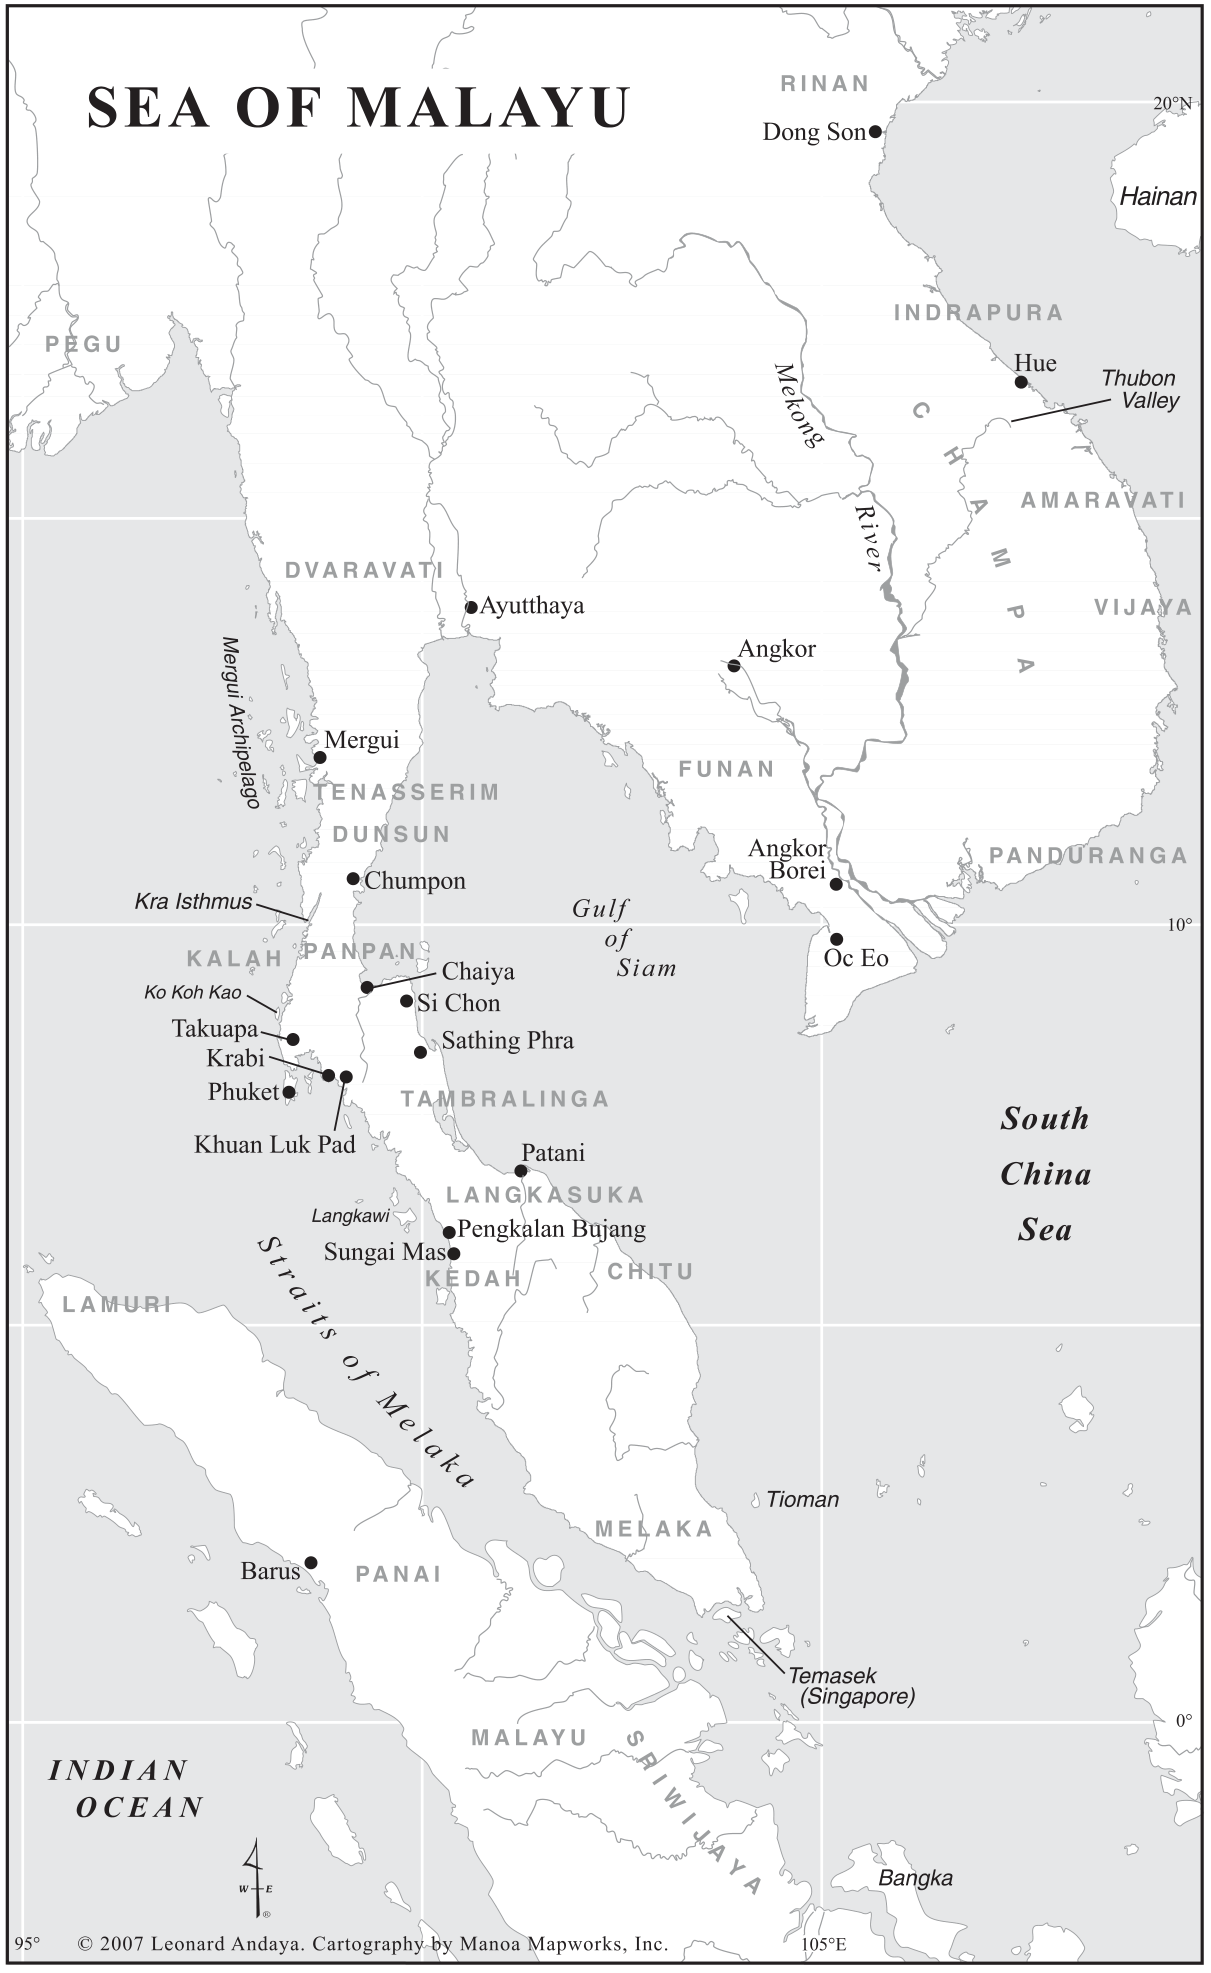 SEA OF MALAYU
RINAN
20°N
Dong Son
Hainan
INDRAPURA
PEGU
Hue
Thubon
Valley
Mekong
River
CHAMPA
AMARAVATI
DVARAVATI
Ayutthaya
VIJAYA
Mergui Archipelago
Angkor
Mergui
FUNAN
TENASSERIM
DUNSUN
Angkor
Borei
PANDURANGA
Chumpon
Kra Isthmus
Gulf
of
Siam
10°
KALAH
PANPAN
Oc Eo
Chaiya
Ko Koh Kao
Si Chon
Takuapa
Sathing Phra
Krabi
Phuket
TAMBRALINGA
South
China
Sea
Khuan Luk Pad
Patani
LANGKASUKA
Langkawi
Pengkalan Bujang
Sungai Mas
KEDAH
CHITU
Straits of Melaka
LAMURI
Tioman
MELAKA
Barus
PANAI
Temasek
(Singapore)
0°
MALAYU
SRIWIJAYA
INDIAN
OCEAN
Bangka
W E
®
95°
© 2007 Leonard Andaya. Cartography by Manoa Mapworks, Inc.
105°E